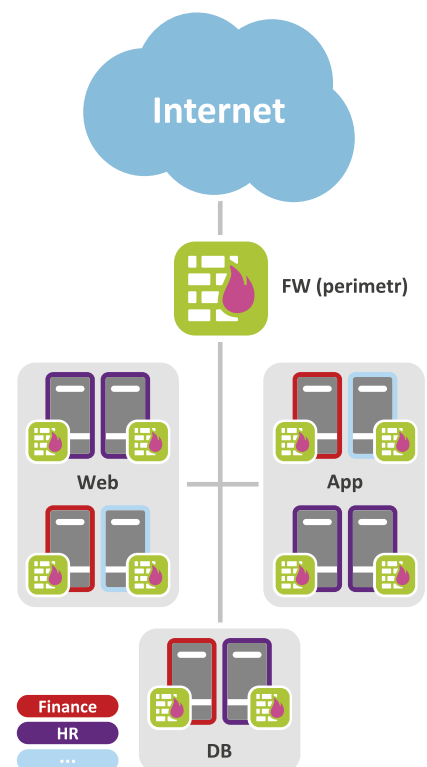 Internet
FW (perimetr)
Web
App
DB
Finance
HR
...